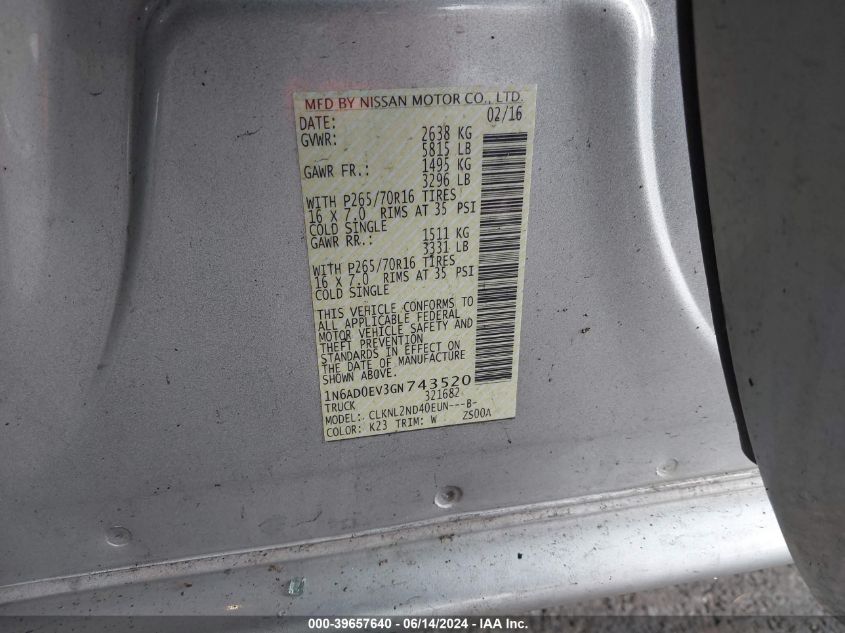 MFD BY NISSAN MOTOR CO., LTD.
DATE: 02/16
GVWR: 2638 KG
5815 LB
GAWR FR.: 1495 KG
3296 LB
WITH P265/70R16 TIRES
16 X 7.0 RIMS AT 35 PSI
COLD SINGLE
GAWR RR.: 1511 KG
3331 LB
WITH P265/70R16 TIRES
16 X 7.0 RIMS AT 35 PSI
COLD SINGLE
THIS VEHICLE CONFORMS TO
ALL APPLICABLE FEDERAL
MOTOR VEHICLE SAFETY AND
THEFT PREVENTION
STANDARDS IN EFFECT ON
THE DATE OF MANUFACTURE
SHOWN ABOVE.
1N6AD0EV3GN743520
TRUCK 321682
MODEL: CLKNL2ND40EUN---B-
COLOR: K23 TRIM: W ZS00A
000-39657640 - 06/14/2024 - IAA Inc.